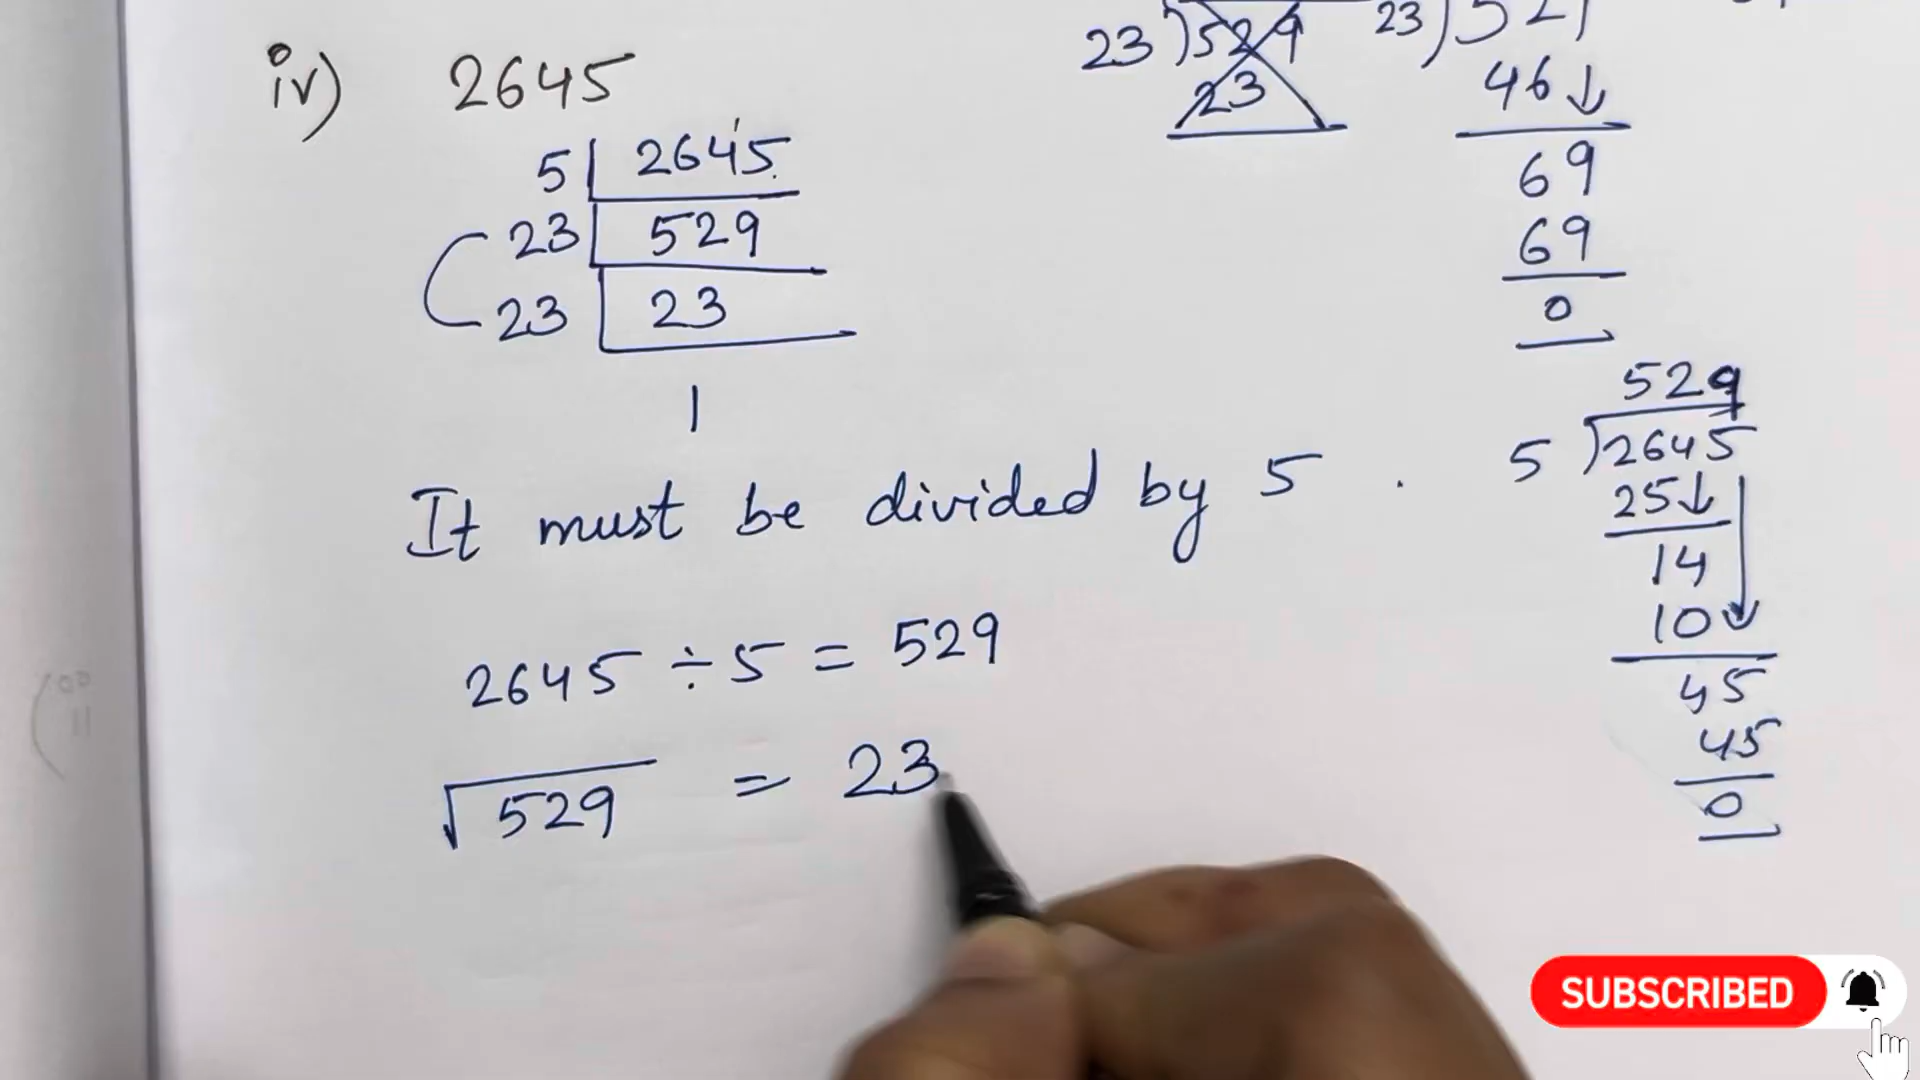 iv) 2645
5 | 2645
23 | 529
23 | 23
1
It must be divided by 5 .
2645 ÷ 5 = 529
√529 = 23
23 ) 529
23
23 )
46 ↓
69
69
0
529
5 ) 2645
25 ↓
14
10 ↓
45
45
0
SUBSCRIBED